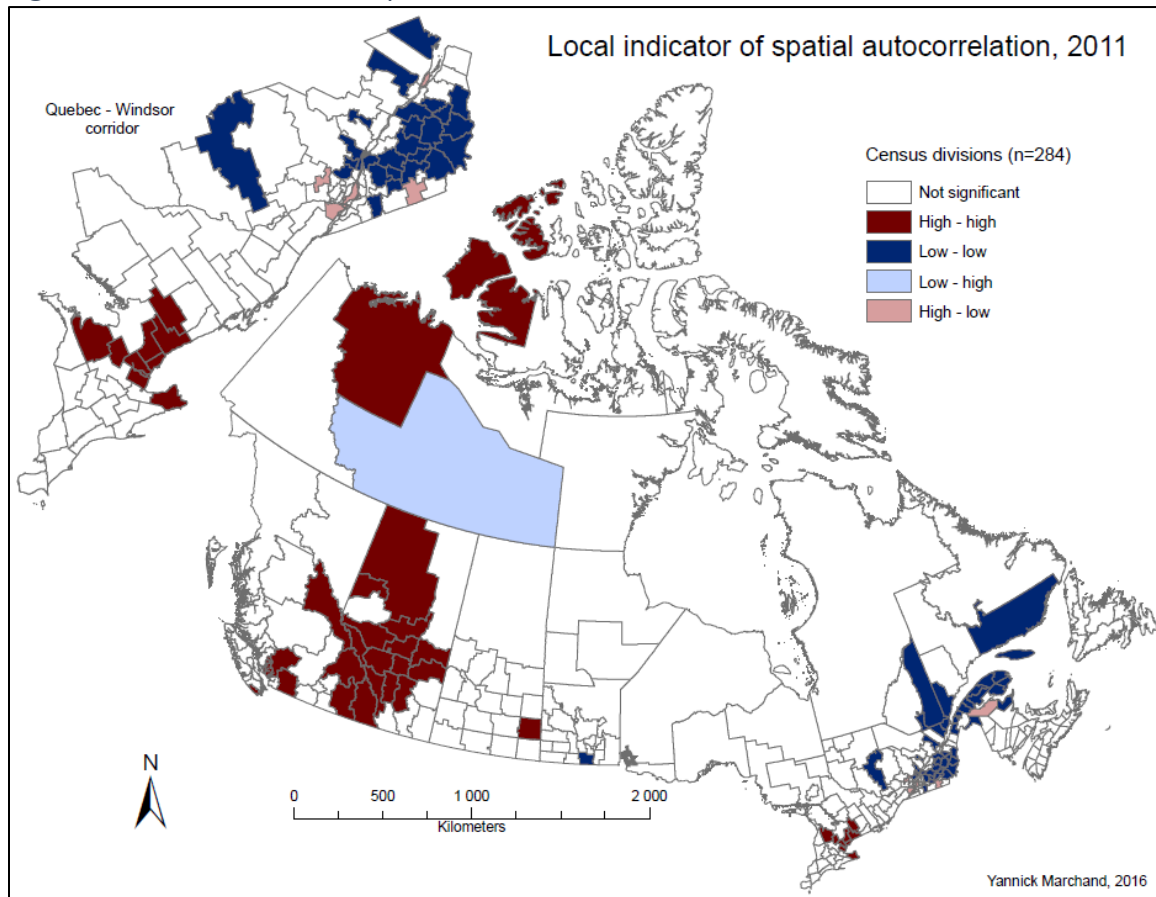 Local indicator of spatial autocorrelation, 2011
Quebec - Windsor
corridor
Census divisions (n=284)
Not significant
High - high
Low - low
Low - high
High - low
N
0 500 1 000 2 000
Kilometers
Yannick Marchand, 2016